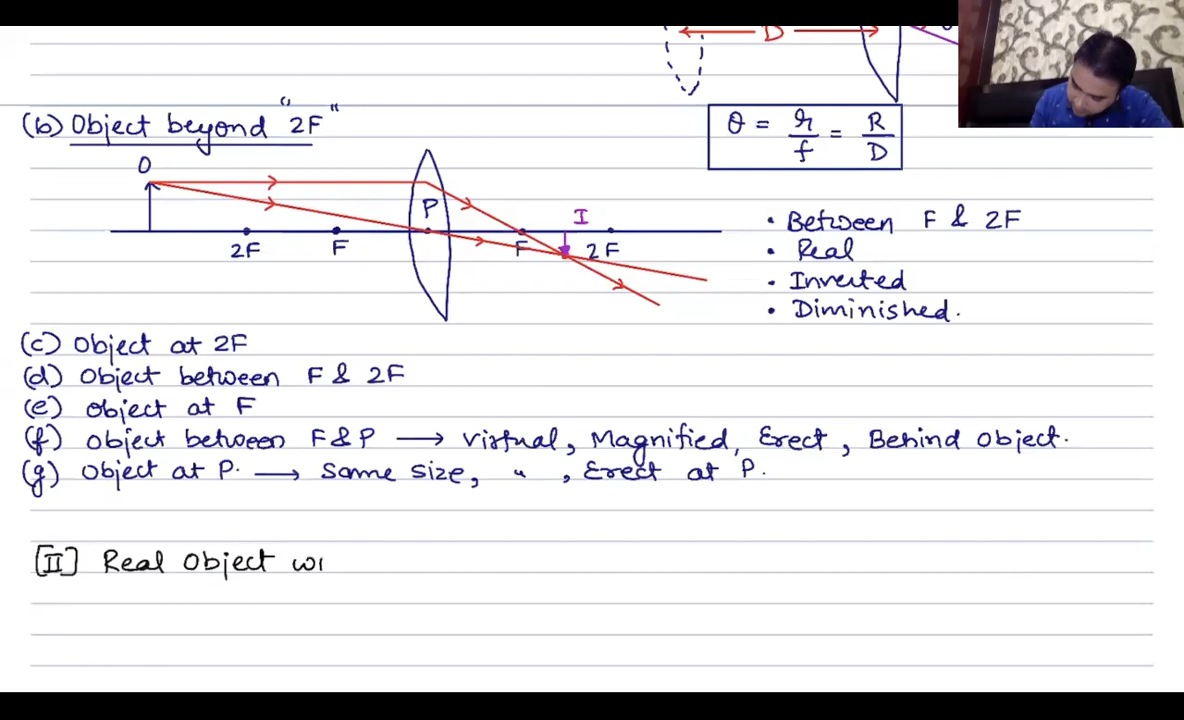 D
(b) Object beyond "2F"
θ = r/f = R/D
O
P
I
2F F F 2F
• Between F & 2F
• Real
• Inverted
• Diminished.
(c) Object at 2F
(d) Object between F & 2F
(e) Object at F
(f) Object between F & P → Virtual, Magnified, Erect, Behind Object.
(g) Object at P. → Same size, " , Erect at P.
[II] Real Object wi